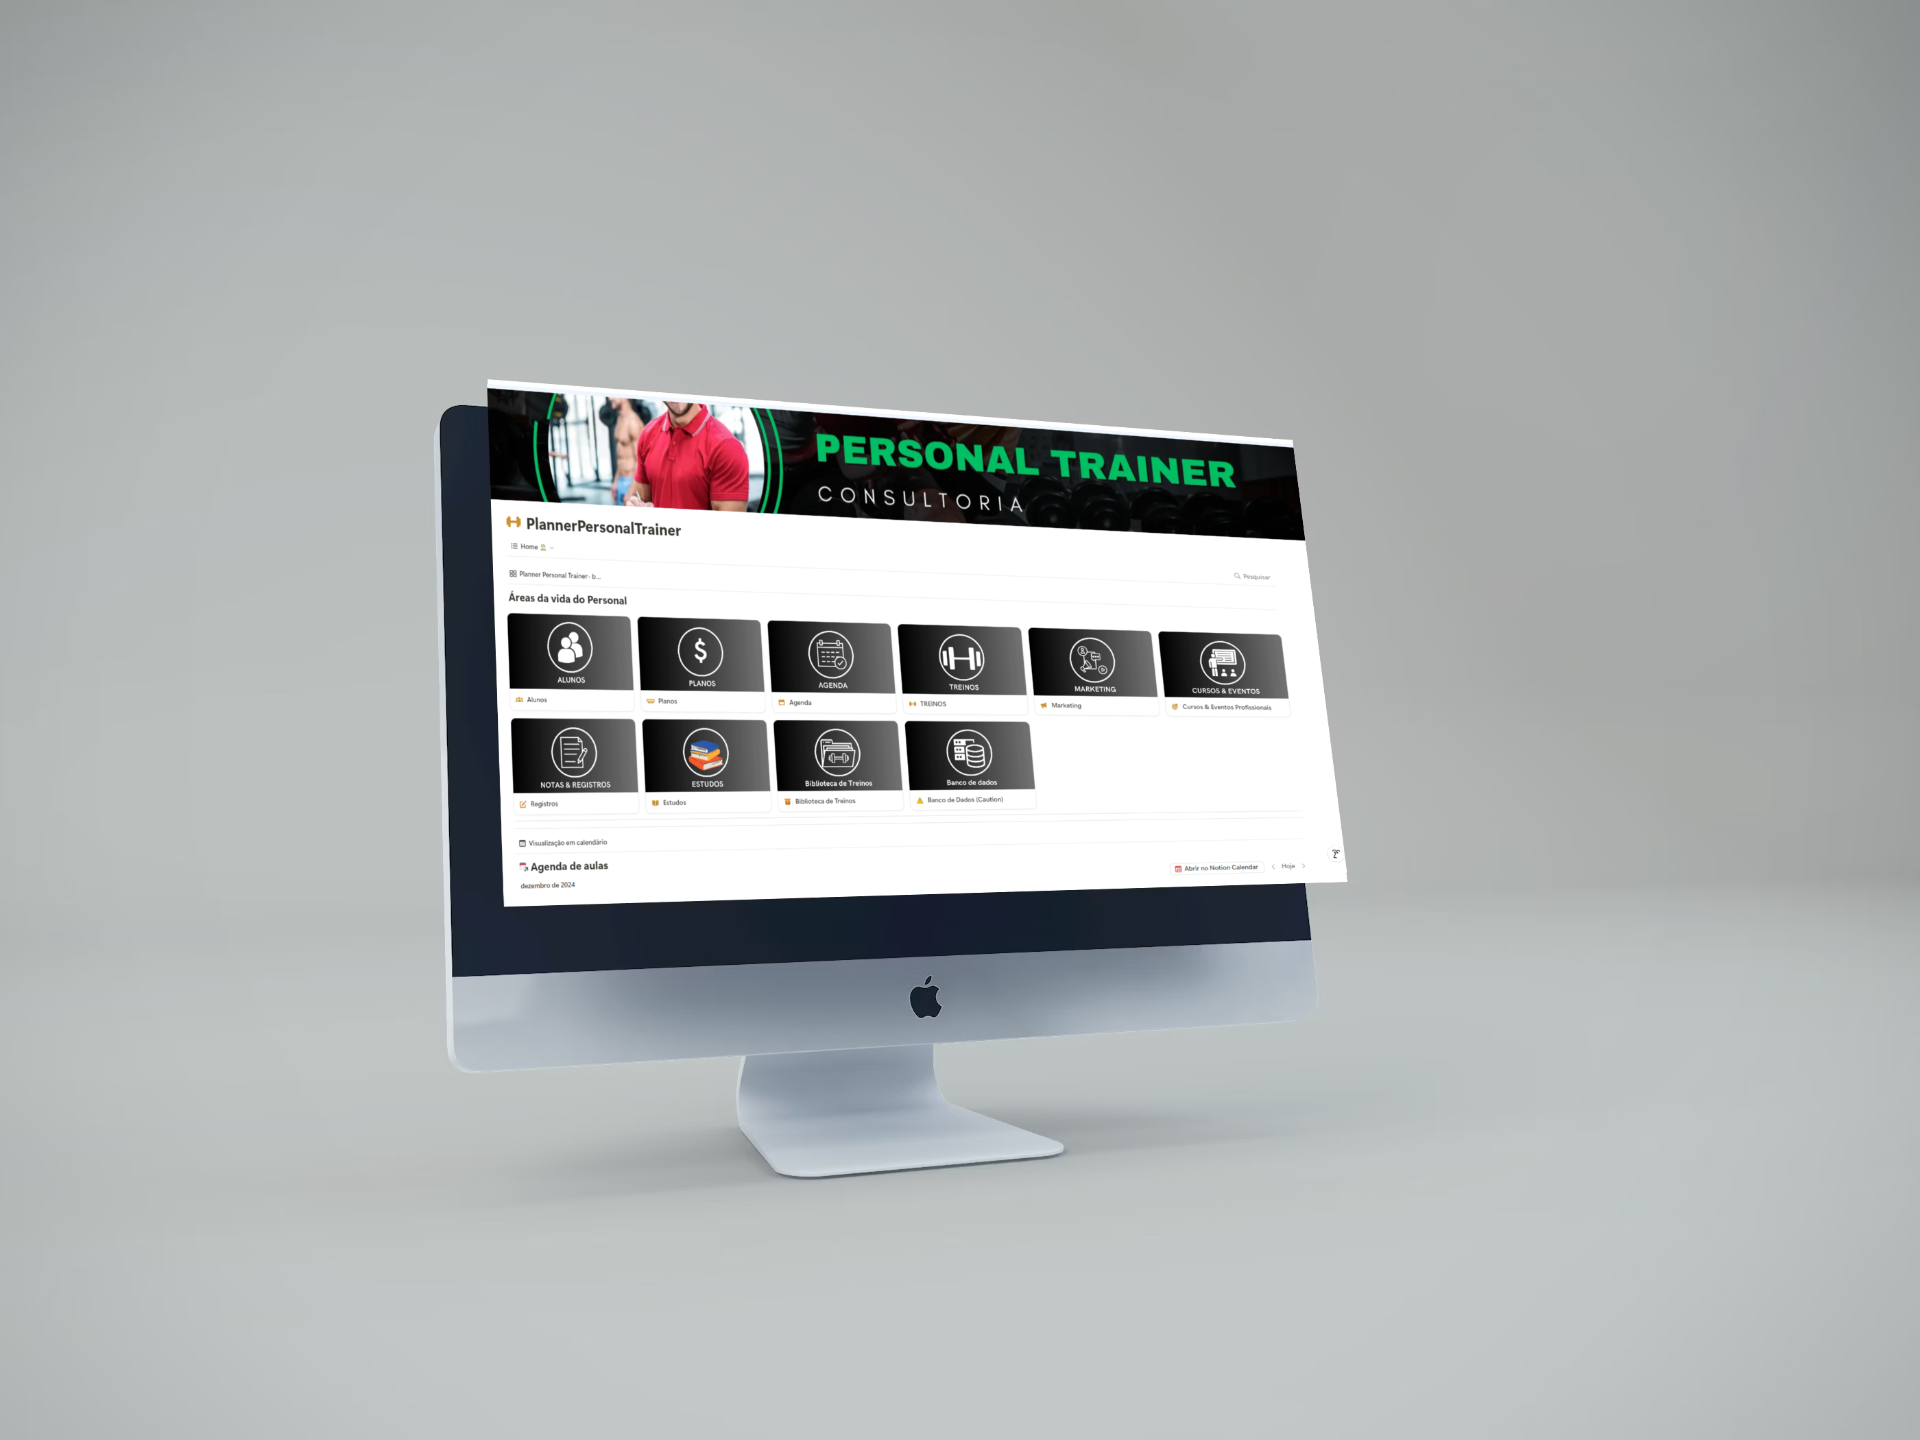 PERSONAL TRAINER
CONSULTORIA
PlannerPersonalTrainer
Home
Planner Personal Trainer - b...
Pesquisar
Áreas da vida do Personal
ALUNOS
PLANOS
AGENDA
TREINOS
MARKETING
CURSOS & EVENTOS
Alunos
Planos
Agenda
TREINOS
Marketing
Cursos & Eventos Profissionais
NOTAS & REGISTROS
ESTUDOS
Biblioteca de Treinos
Banco de dados
Registros
Estudos
Biblioteca de Treinos
Banco de Dados (Caution)
Visualização em calendário
Agenda de aulas
Abrir no Notion Calendar
Hoje
dezembro de 2024